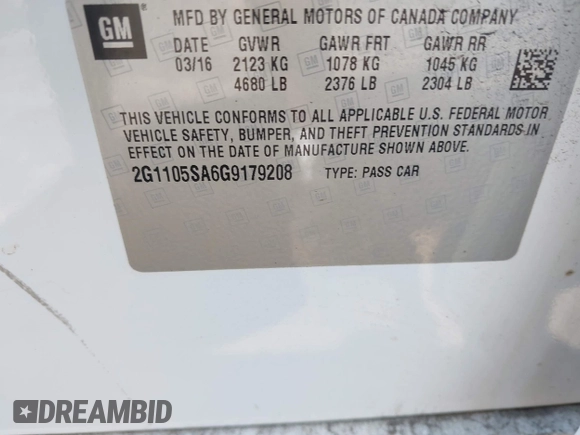 GM
MFD BY GENERAL MOTORS OF CANADA COMPANY
DATE GVWR GAWR FRT GAWR RR
03/16 2123 KG 1078 KG 1045 KG
4680 LB 2376 LB 2304 LB
THIS VEHICLE CONFORMS TO ALL APPLICABLE U.S. FEDERAL MOTOR
VEHICLE SAFETY, BUMPER, AND THEFT PREVENTION STANDARDS IN
EFFECT ON THE DATE OF MANUFACTURE SHOWN ABOVE.
2G1105SA6G9179208 TYPE: PASS CAR
DREAMBID